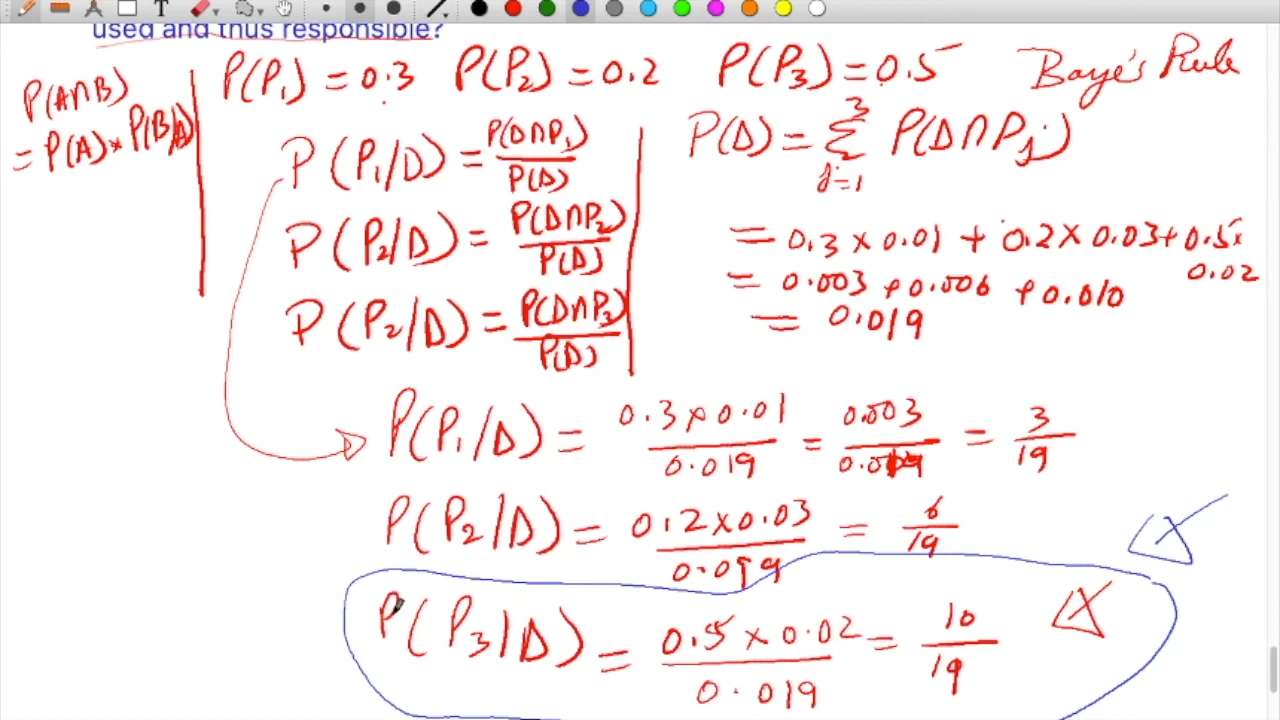 used and thus responsible?
P(P₁) = 0.3 P(P₂) = 0.2 P(P₃) = 0.5 Baye's Rule
P(A∩B)
= P(A) × P(B/A)
P(P₁/D) = P(D∩P₁)/P(D)
P(P₂/D) = P(D∩P₂)/P(D)
P(P₂/D) = P(D∩P₃)/P(D)
P(D) = Σ_{j=1}^{3} P(D∩Pj)
= 0.3 × 0.01 + 0.2 × 0.03 + 0.5 × 0.02
= 0.003 + 0.006 + 0.010
= 0.019
P(P₁/D) = 0.3 × 0.01/0.019 = 0.003/0.019 = 3/19
P(P₂/D) = 0.2 × 0.03/0.019 = 6/19
P(P₃/D) = 0.5 × 0.02/0.019 = 10/19